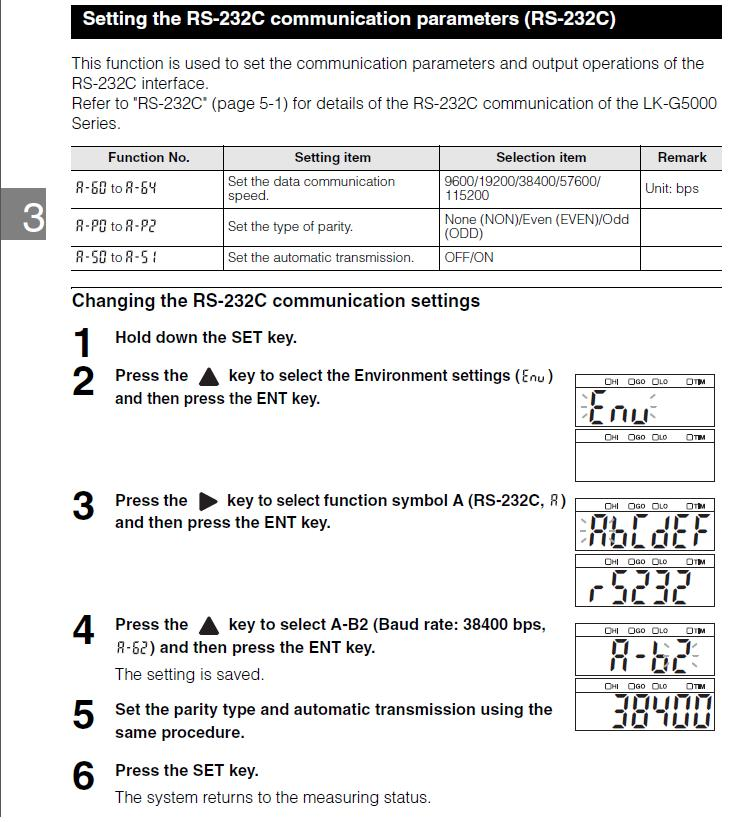 Setting the RS-232C communication parameters (RS-232C)
This function is used to set the communication parameters and output operations of the
RS-232C interface.
Refer to "RS-232C" (page 5-1) for details of the RS-232C communication of the LK-G5000
Series.
Function No. Setting item Selection item Remark
A-b0 to A-b4 Set the data communication speed. 9600/19200/38400/57600/115200 Unit: bps
A-P0 to A-P2 Set the type of parity. None (NON)/Even (EVEN)/Odd (ODD)
A-S0 to A-S1 Set the automatic transmission. OFF/ON
3
Changing the RS-232C communication settings
1 Hold down the SET key.
2 Press the ▲ key to select the Environment settings (Enu)
and then press the ENT key.
HI GO LO TIM
Enu
HI GO LO TIM
3 Press the ▶ key to select function symbol A (RS-232C, A)
and then press the ENT key.
HI GO LO TIM
AbCdEF
HI GO LO TIM
rS232
4 Press the ▲ key to select A-B2 (Baud rate: 38400 bps,
A-b2) and then press the ENT key.
The setting is saved.
HI GO LO TIM
A-b2
HI GO LO TIM
38400
5 Set the parity type and automatic transmission using the
same procedure.
6 Press the SET key.
The system returns to the measuring status.